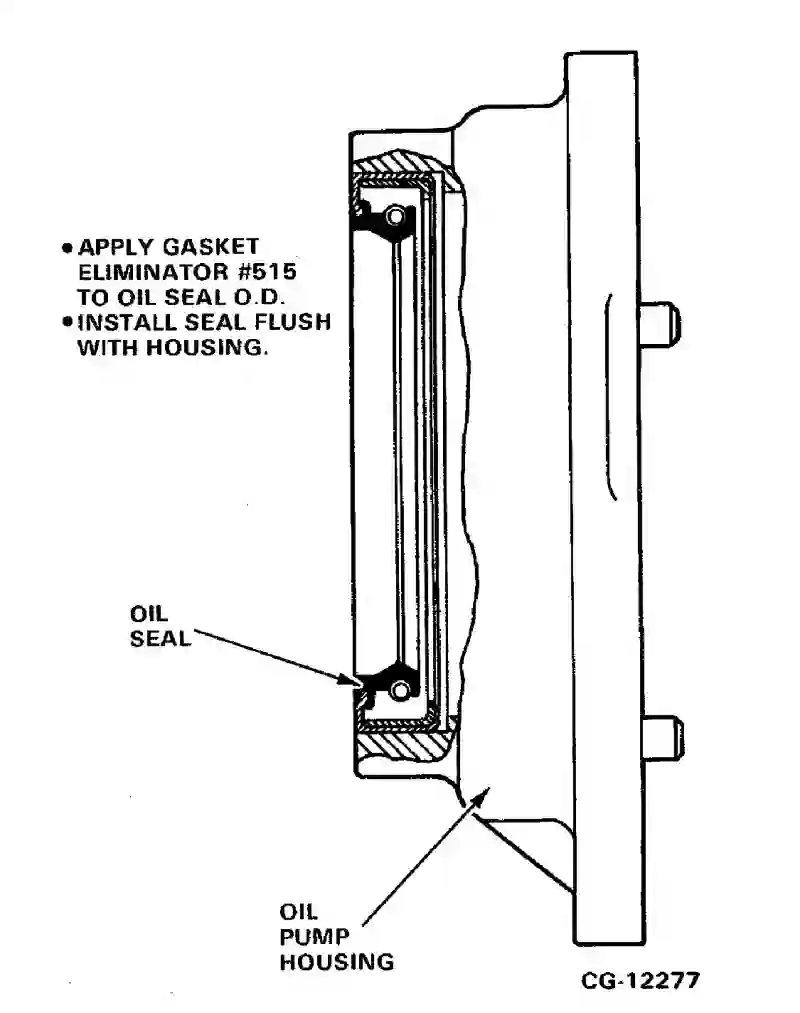 • APPLY GASKET
ELIMINATOR #515
TO OIL SEAL O.D.
• INSTALL SEAL FLUSH
WITH HOUSING.
OIL
SEAL
OIL
PUMP
HOUSING
CG-12277